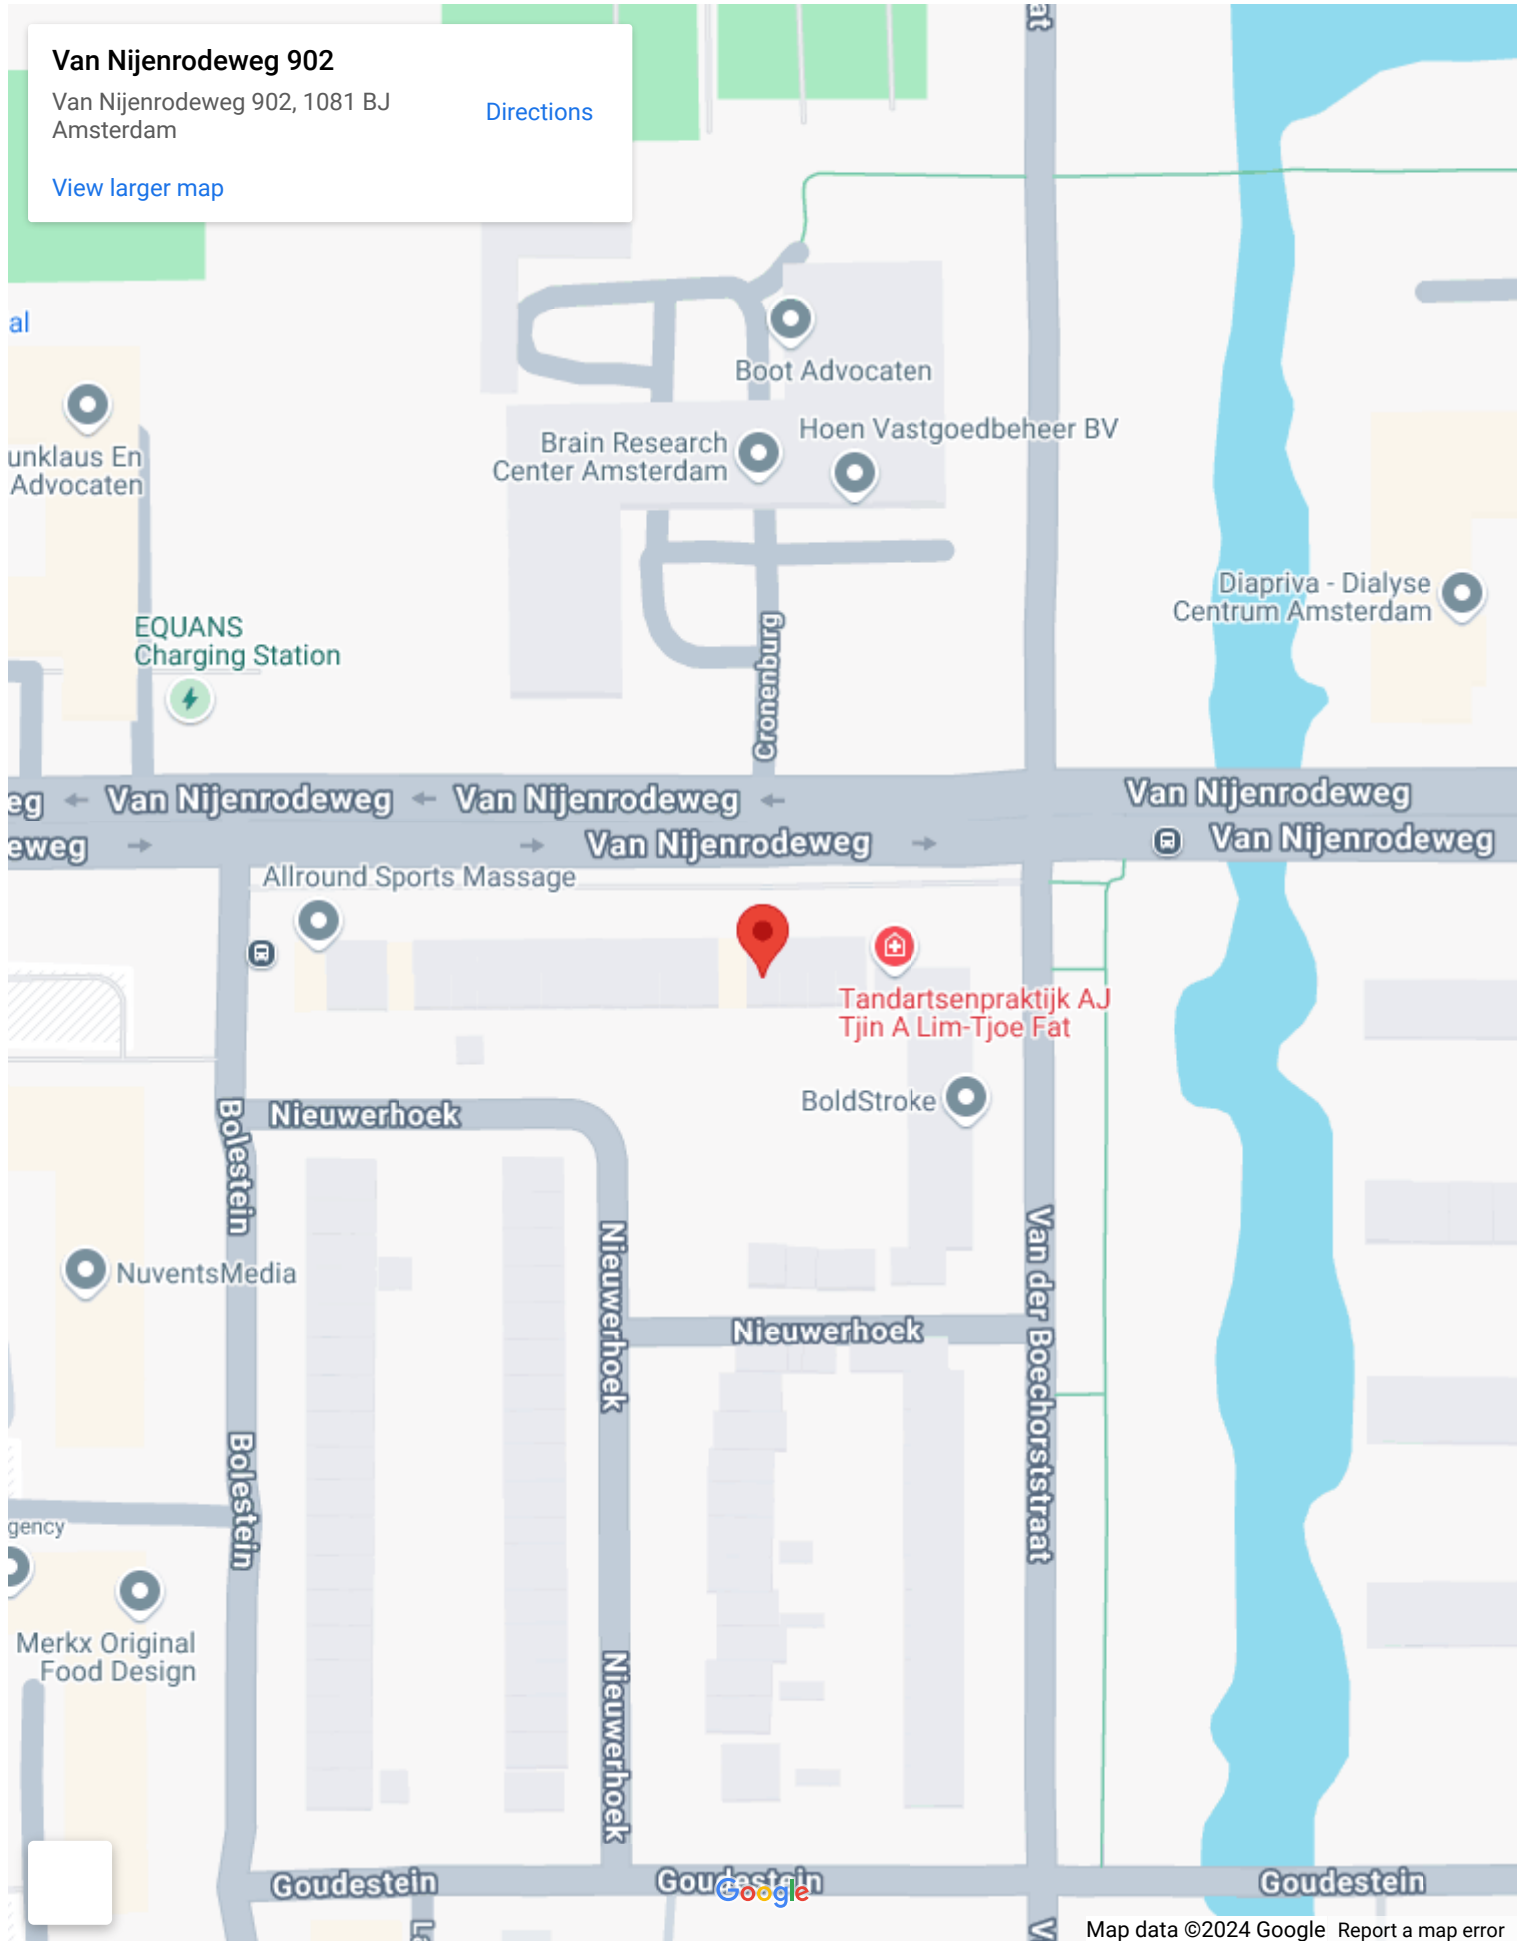 Van Nijenrodeweg 902
Van Nijenrodeweg 902, 1081 BJ
Amsterdam
Directions
View larger map
at
al
Boot Advocaten
unklaus En
Advocaten
Hoen Vastgoedbeheer BV
Brain Research
Center Amsterdam
Diapriva - Dialyse
Centrum Amsterdam
EQUANS
Charging Station
Cronenburg
eg
Van Nijenrodeweg
Van Nijenrodeweg
Van Nijenrodeweg
eweg
Van Nijenrodeweg
Van Nijenrodeweg
Allround Sports Massage
Tandartsenpraktijk AJ
Tjin A Lim-Tjoe Fat
BoldStroke
Nieuwerhoek
Bolestein
Nieuwerhoek
Van der Boechorststraat
NuventsMedia
Nieuwerhoek
Bolestein
gency
Merkx Original
Food Design
Nieuwerhoek
Goudestein
Goudestein
Goudestein
Google
La
V
Map data ©2024 Google
Report a map error